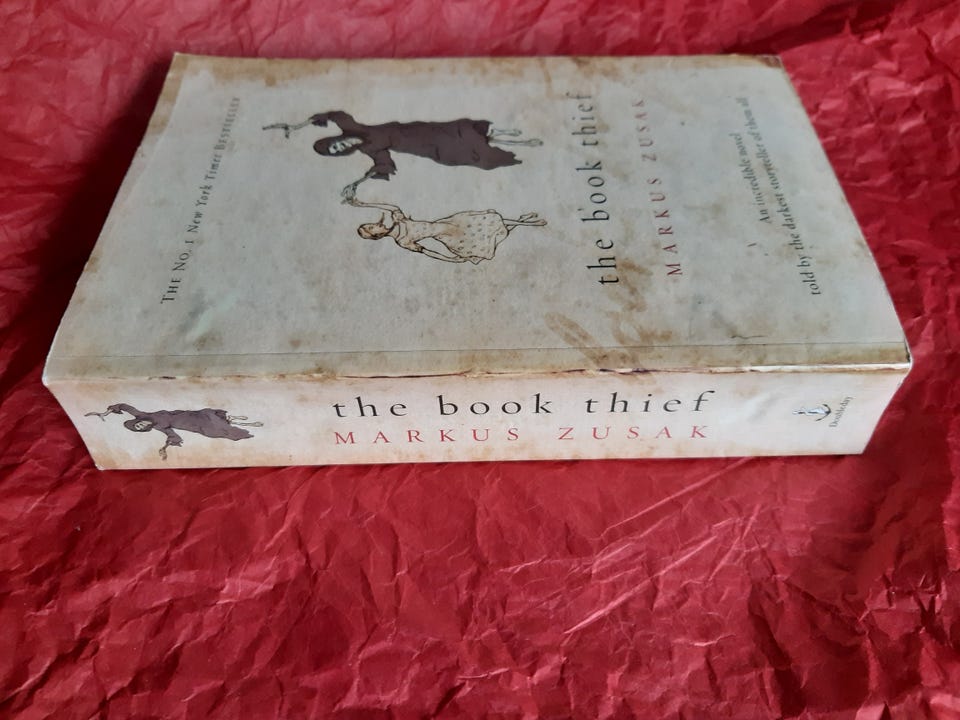 THE NO. 1 New York Times BESTSELLER
the book thief
MARKUS ZUSAK
An incredible novel
told by the darkest storyteller of them all
the book thief
MARKUS ZUSAK
Doubleday